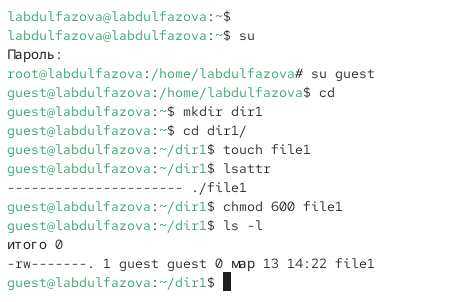 labdulfazova@labdulfazova:~$
labdulfazova@labdulfazova:~$ su
Пароль:
root@labdulfazova:/home/labdulfazova# su guest
guest@labdulfazova:/home/labdulfazova$ cd
guest@labdulfazova:~$ mkdir dir1
guest@labdulfazova:~$ cd dir1/
guest@labdulfazova:~/dir1$ touch file1
guest@labdulfazova:~/dir1$ lsattr
---------------------- ./file1
guest@labdulfazova:~/dir1$ chmod 600 file1
guest@labdulfazova:~/dir1$ ls -l
итого 0
-rw-------. 1 guest guest 0 мар 13 14:22 file1
guest@labdulfazova:~/dir1$